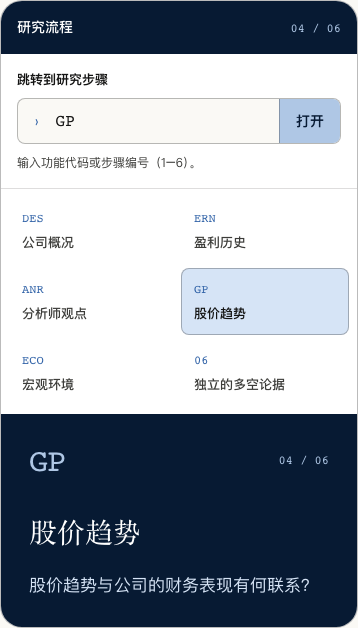 研究流程 04 / 06
跳转到研究步骤
› GP 打开
输入功能代码或步骤编号（1—6）。
DES ERN
公司概况 盈利历史
ANR GP
分析师观点 股价趋势
ECO 06
宏观环境 独立的多空论据
GP 04 / 06
股价趋势
股价趋势与公司的财务表现有何联系？